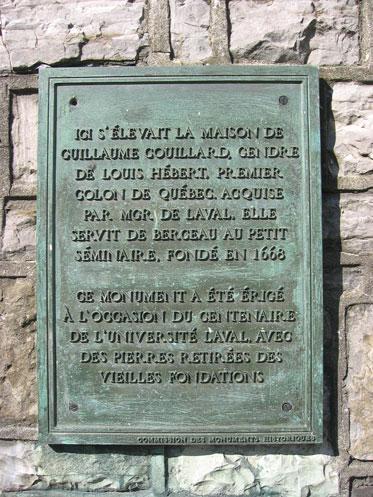 ICI S'ÉLEVAIT LA MAISON DE
GUILLAUME COUILLARD, GENDRE
DE LOUIS HÉBERT, PREMIER
COLON DE QUÉBEC. ACQUISE
PAR MGR DE LAVAL, ELLE
SERVIT DE BERCEAU AU PETIT
SÉMINAIRE, FONDÉ EN 1668
CE MONUMENT A ÉTÉ ÉRIGÉ
À L'OCCASION DU CENTENAIRE
DE L'UNIVERSITÉ LAVAL, AVEC
DES PIERRES RETIRÉES DES
VIEILLES FONDATIONS
COMMISSION DES MONUMENTS HISTORIQUES